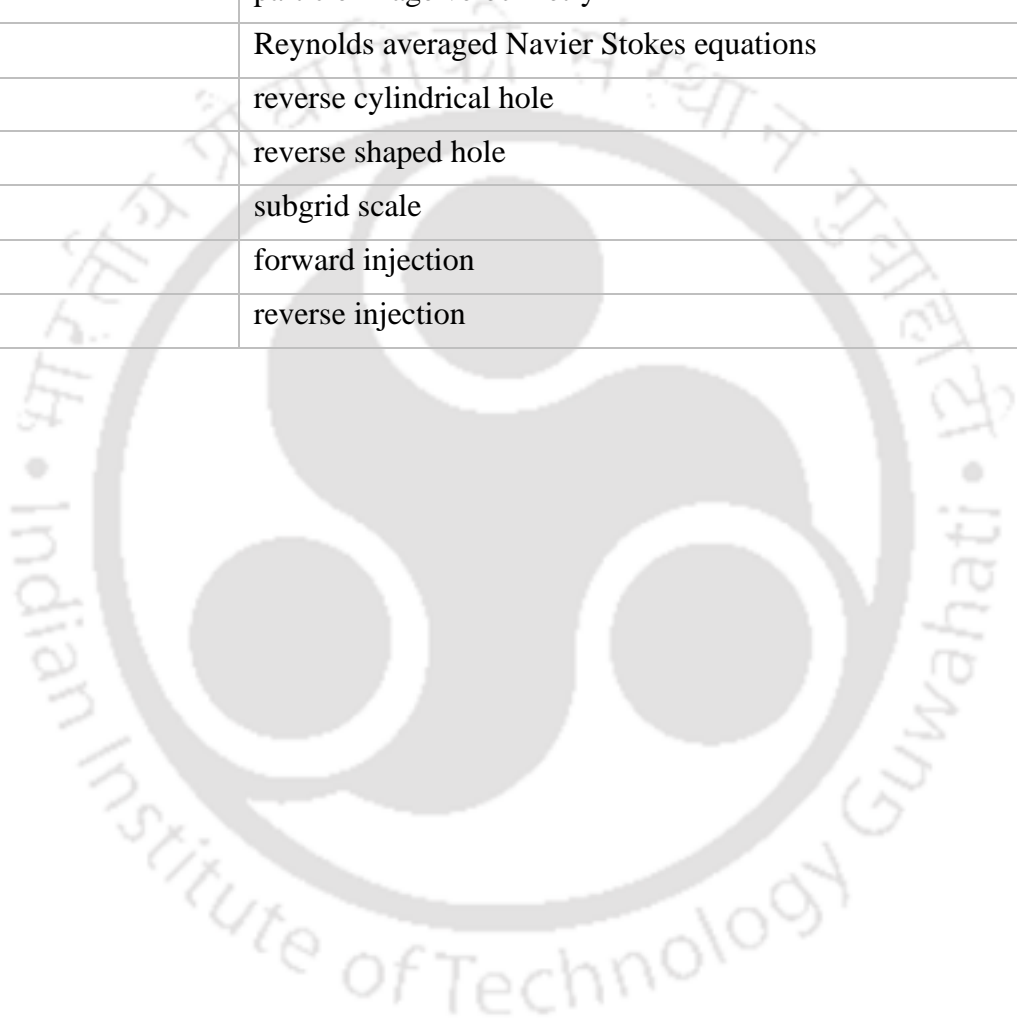 Reynolds averaged Navier Stokes equations
reverse cylindrical hole
reverse shaped hole
subgrid scale
forward injection
reverse injection
Indian Institute of Technology Guwahati